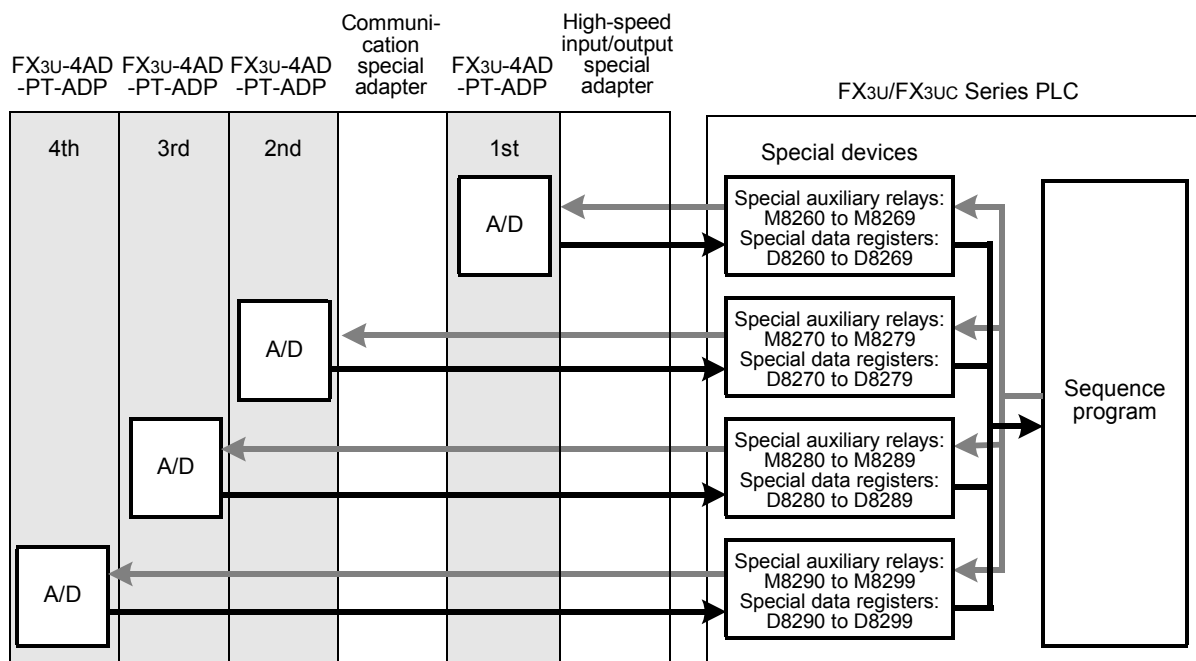 FX3U-4AD
-PT-ADP
FX3U-4AD
-PT-ADP
FX3U-4AD
-PT-ADP
Communi-
cation
special
adapter
FX3U-4AD
-PT-ADP
High-speed
input/output
special
adapter
FX3U/FX3UC Series PLC
4th
3rd
2nd
1st
Special devices
A/D
Special auxiliary relays:
M8260 to M8269
Special data registers:
D8260 to D8269
A/D
Special auxiliary relays:
M8270 to M8279
Special data registers:
D8270 to D8279
Sequence
program
A/D
Special auxiliary relays:
M8280 to M8289
Special data registers:
D8280 to D8289
A/D
Special auxiliary relays:
M8290 to M8299
Special data registers:
D8290 to D8299